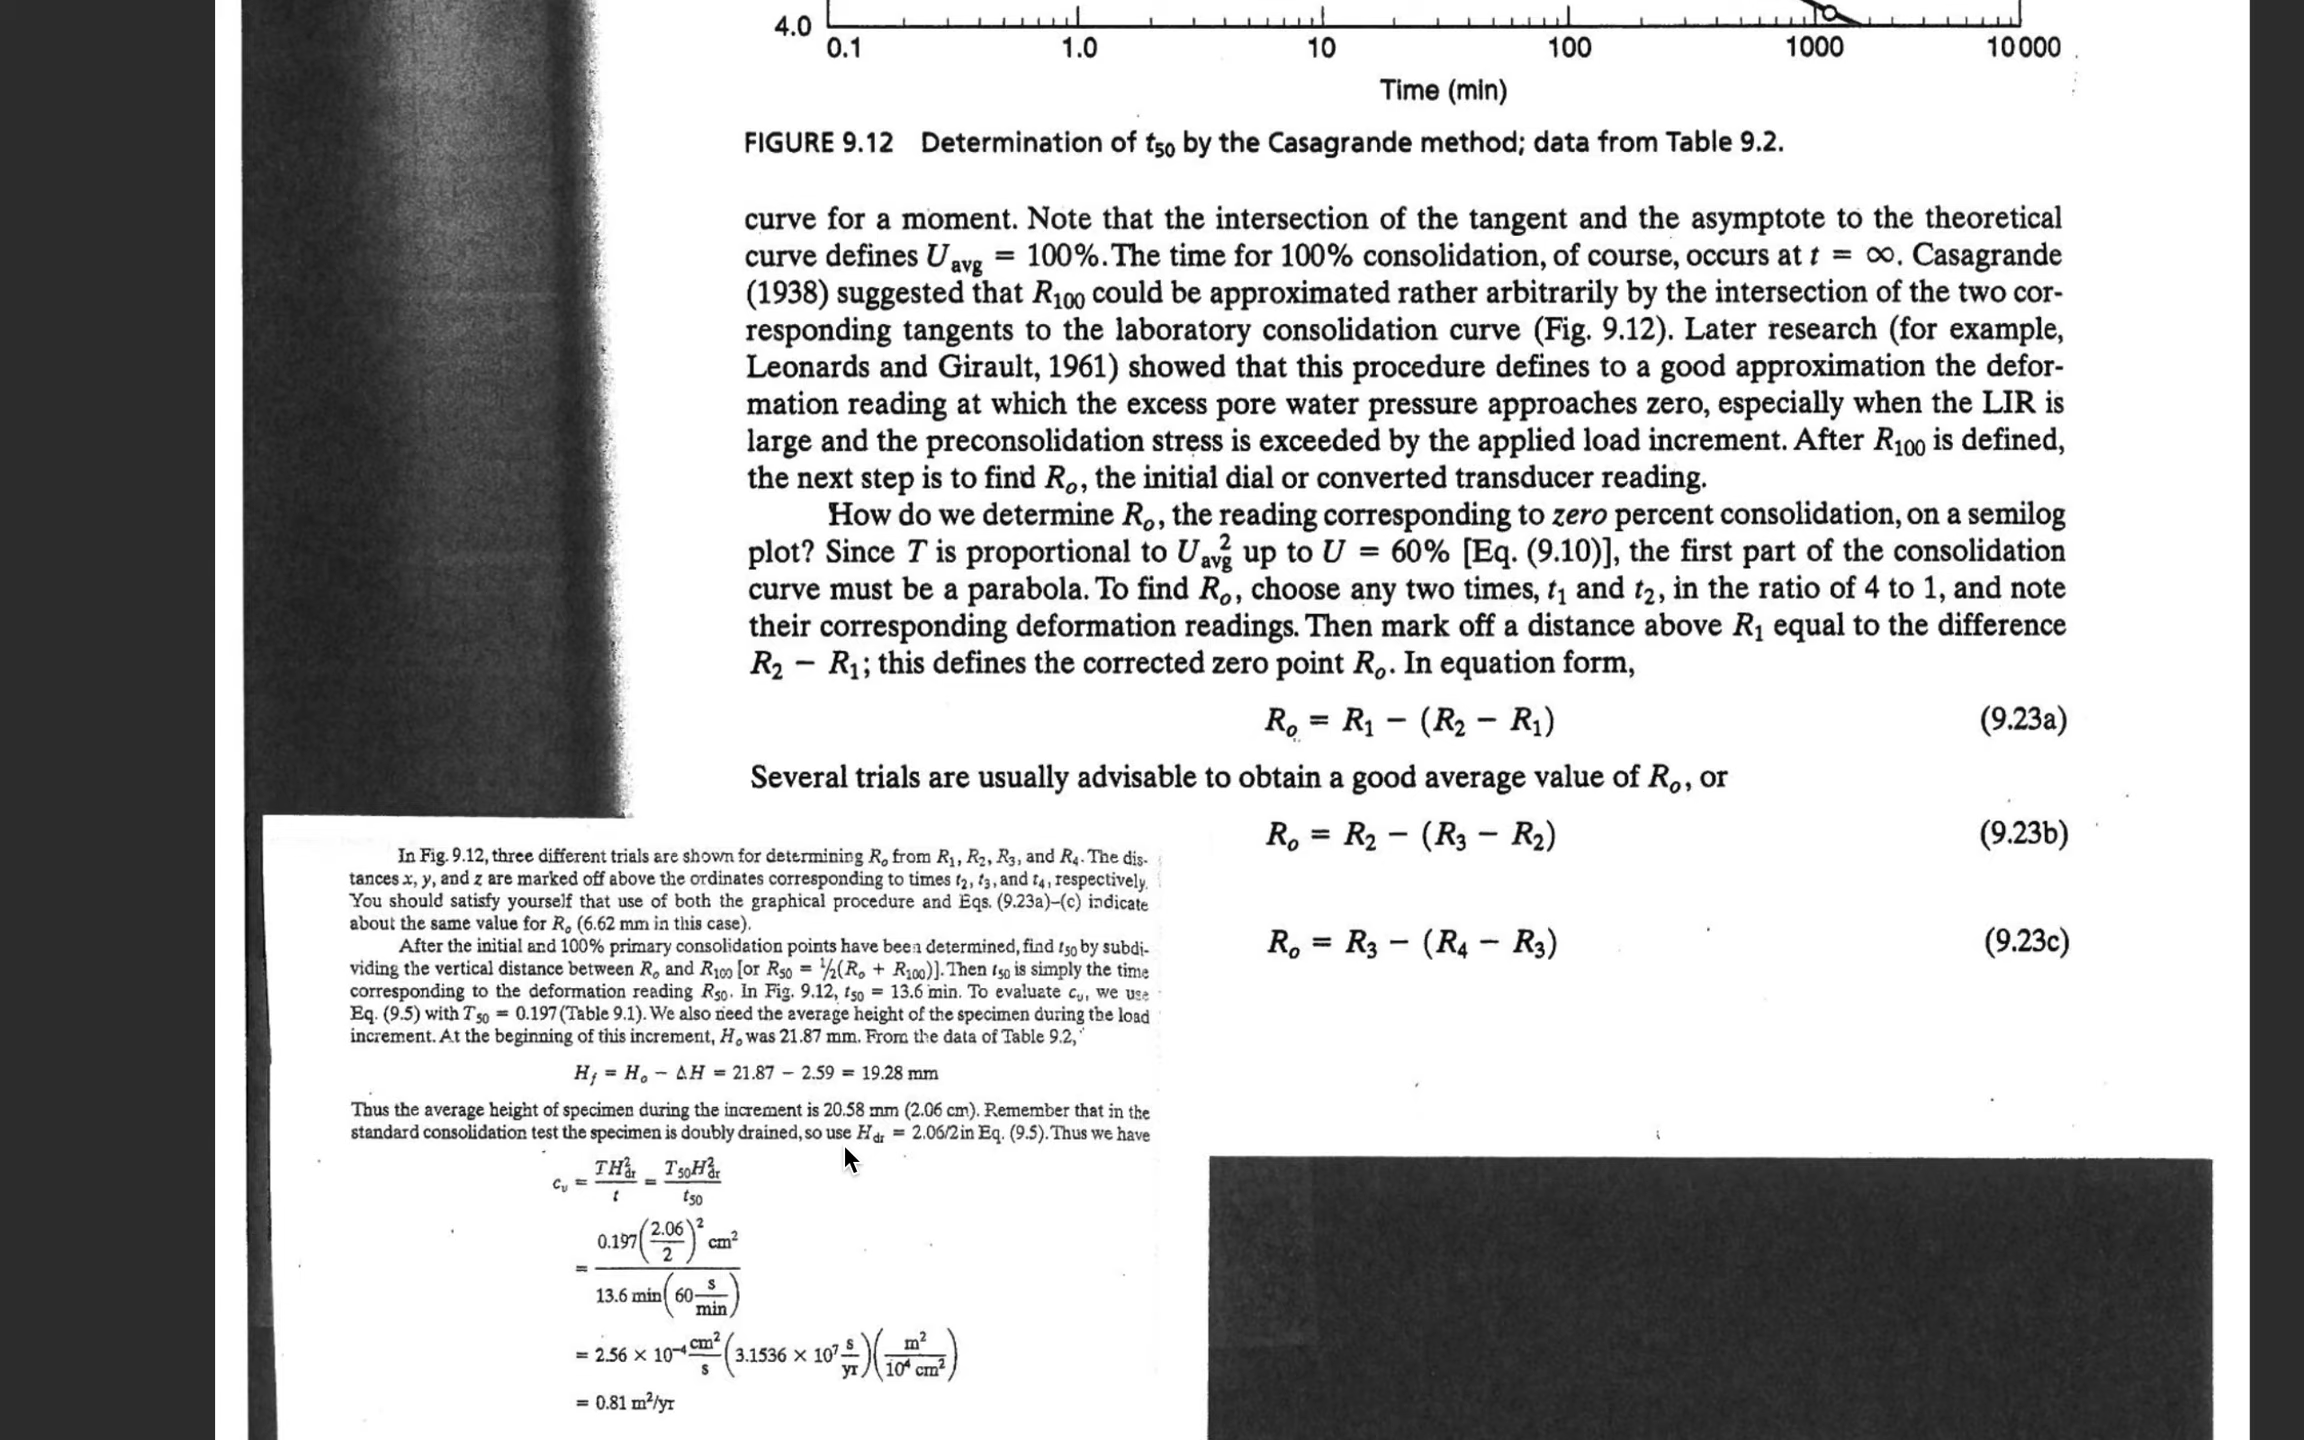 4.0
0.1 1.0 10 100 1000 10000
Time (min)
FIGURE 9.12 Determination of t50 by the Casagrande method; data from Table 9.2.
curve for a moment. Note that the intersection of the tangent and the asymptote to the theoretical
curve defines Uavg = 100%. The time for 100% consolidation, of course, occurs at t = ∞. Casagrande
(1938) suggested that R100 could be approximated rather arbitrarily by the intersection of the two cor-
responding tangents to the laboratory consolidation curve (Fig. 9.12). Later research (for example,
Leonards and Girault, 1961) showed that this procedure defines to a good approximation the defor-
mation reading at which the excess pore water pressure approaches zero, especially when the LIR is
large and the preconsolidation stress is exceeded by the applied load increment. After R100 is defined,
the next step is to find Ro, the initial dial or converted transducer reading.
How do we determine Ro, the reading corresponding to zero percent consolidation, on a semilog
plot? Since T is proportional to U²avg up to U = 60% [Eq. (9.10)], the first part of the consolidation
curve must be a parabola. To find Ro, choose any two times, t1 and t2, in the ratio of 4 to 1, and note
their corresponding deformation readings. Then mark off a distance above R1 equal to the difference
R2 − R1; this defines the corrected zero point Ro. In equation form,
Ro = R1 − (R2 − R1) (9.23a)
Several trials are usually advisable to obtain a good average value of Ro, or
Ro = R2 − (R3 − R2) (9.23b)
Ro = R3 − (R4 − R3) (9.23c)
In Fig. 9.12, three different trials are shown for determining Ro from R1, R2, R3, and R4. The dis-
tances x, y, and z are marked off above the ordinates corresponding to times t2, t3, and t4, respectively.
You should satisfy yourself that use of both the graphical procedure and Eqs. (9.23a)–(c) indicate
about the same value for Ro (6.62 mm in this case).
After the initial and 100% primary consolidation points have been determined, find t50 by subdi-
viding the vertical distance between Ro and R100 [or R50 = ½(Ro + R100)]. Then t50 is simply the time
corresponding to the deformation reading R50. In Fig. 9.12, t50 = 13.6 min. To evaluate cv, we use
Eq. (9.5) with T50 = 0.197 (Table 9.1). We also need the average height of the specimen during the load
increment. At the beginning of this increment, Ho was 21.87 mm. From the data of Table 9.2,
Hf = Ho − ΔH = 21.87 − 2.59 = 19.28 mm
Thus the average height of specimen during the increment is 20.58 mm (2.06 cm). Remember that in the
standard consolidation test the specimen is doubly drained, so use Hdr = 2.06/2 in Eq. (9.5). Thus we have
cv = TH²dr / t = T50H²dr / t50
= 0.197(2.06/2)² cm² / 13.6 min(60 s/min)
= 2.56 × 10⁻⁴ cm²/s (3.1536 × 10⁷ s/yr)(m²/10⁴ cm²)
= 0.81 m²/yr